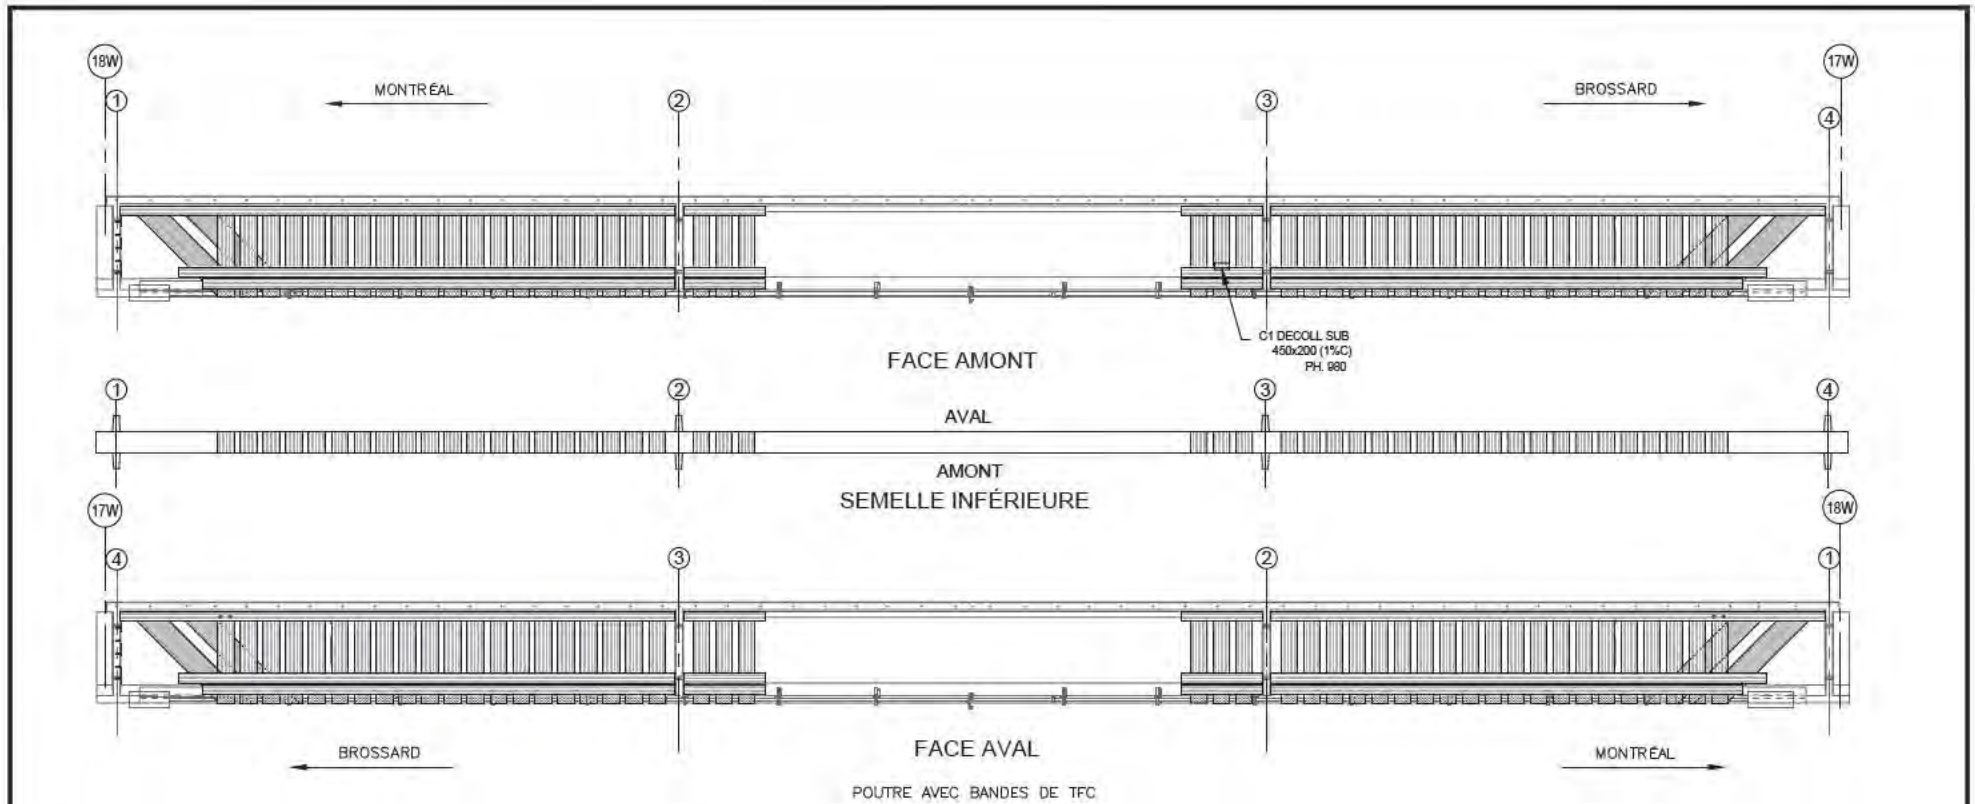 18W
17W
MONTRÉAL
BROSSARD
1
2
3
4
C1 DECOLL SUB
450x200 (1%C)
PH. 980
FACE AMONT
1
2
3
4
AVAL
AMONT
SEMELLE INFÉRIEURE
17W
18W
4
3
2
1
BROSSARD
FACE AVAL
MONTRÉAL
POUTRE AVEC BANDES DE TFC